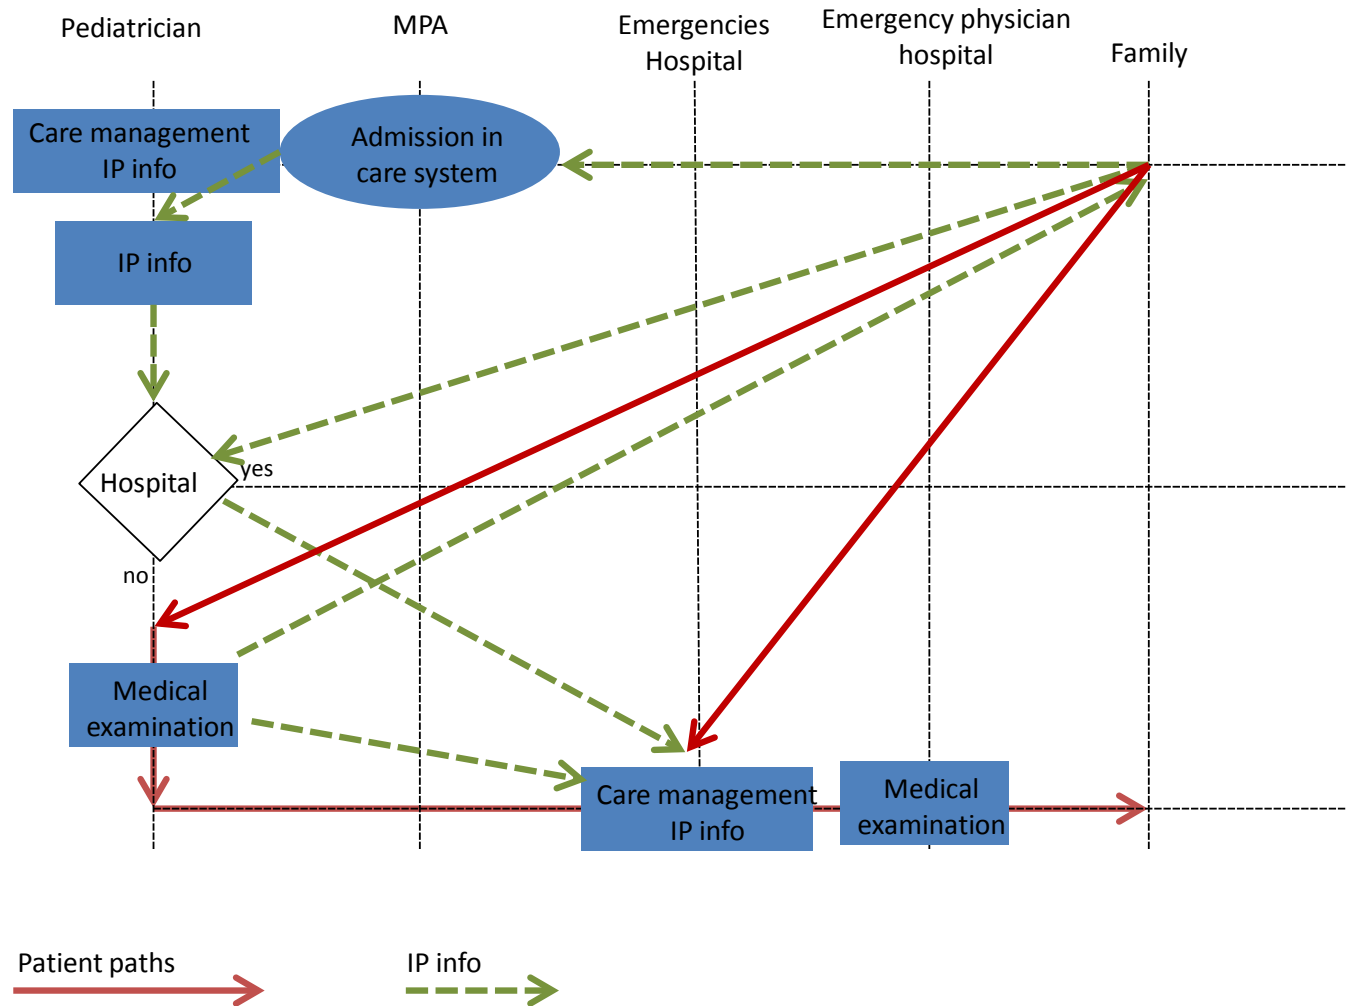 Pediatrician
MPA
Emergencies
Hospital
Emergency physician
hospital
Family
Care management
IP info
Admission in
care system
IP info
Hospital
yes
no
Medical
examination
Care management
IP info
Medical
examination
Patient paths
IP info